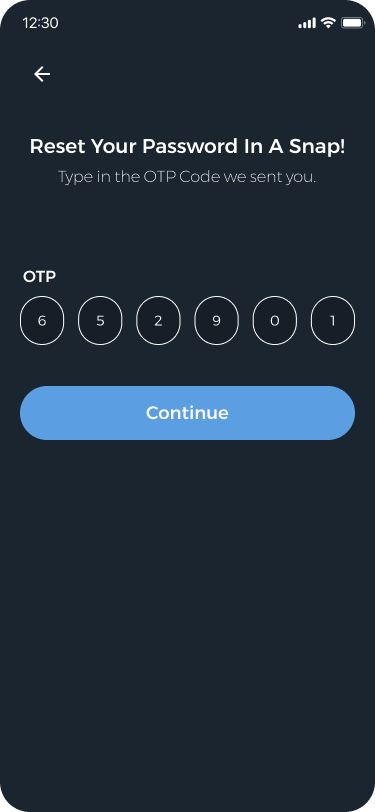 12:30
Reset Your Password In A Snap!
Type in the OTP Code we sent you.
OTP
6 5 2 9 0 1
Continue